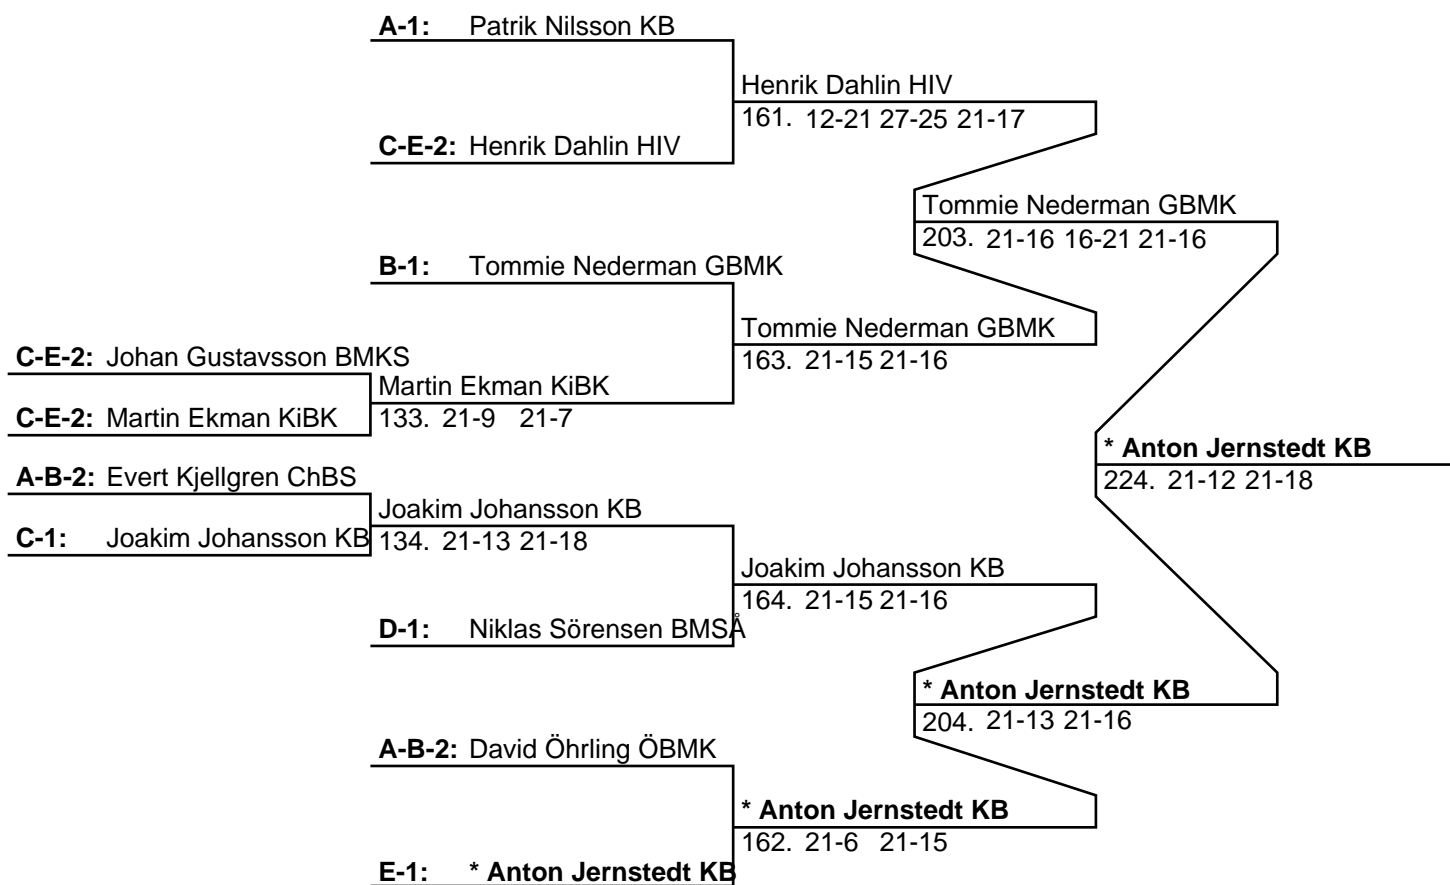 A-1: Patrik Nilsson KB
Henrik Dahlin HIV
161. 12-21 27-25 21-17
C-E-2: Henrik Dahlin HIV
Tommie Nederman GBMK
203. 21-16 16-21 21-16
B-1: Tommie Nederman GBMK
Tommie Nederman GBMK
163. 21-15 21-16
C-E-2: Johan Gustavsson BMKS
Martin Ekman KiBK
133. 21-9 21-7
C-E-2: Martin Ekman KiBK
* Anton Jernstedt KB
224. 21-12 21-18
A-B-2: Evert Kjellgren ChBS
Joakim Johansson KB
134. 21-13 21-18
C-1: Joakim Johansson KB
Joakim Johansson KB
164. 21-15 21-16
D-1: Niklas Sörensen BMSÅ
* Anton Jernstedt KB
204. 21-13 21-16
A-B-2: David Öhrling ÖBMK
* Anton Jernstedt KB
162. 21-6 21-15
E-1: * Anton Jernstedt KB